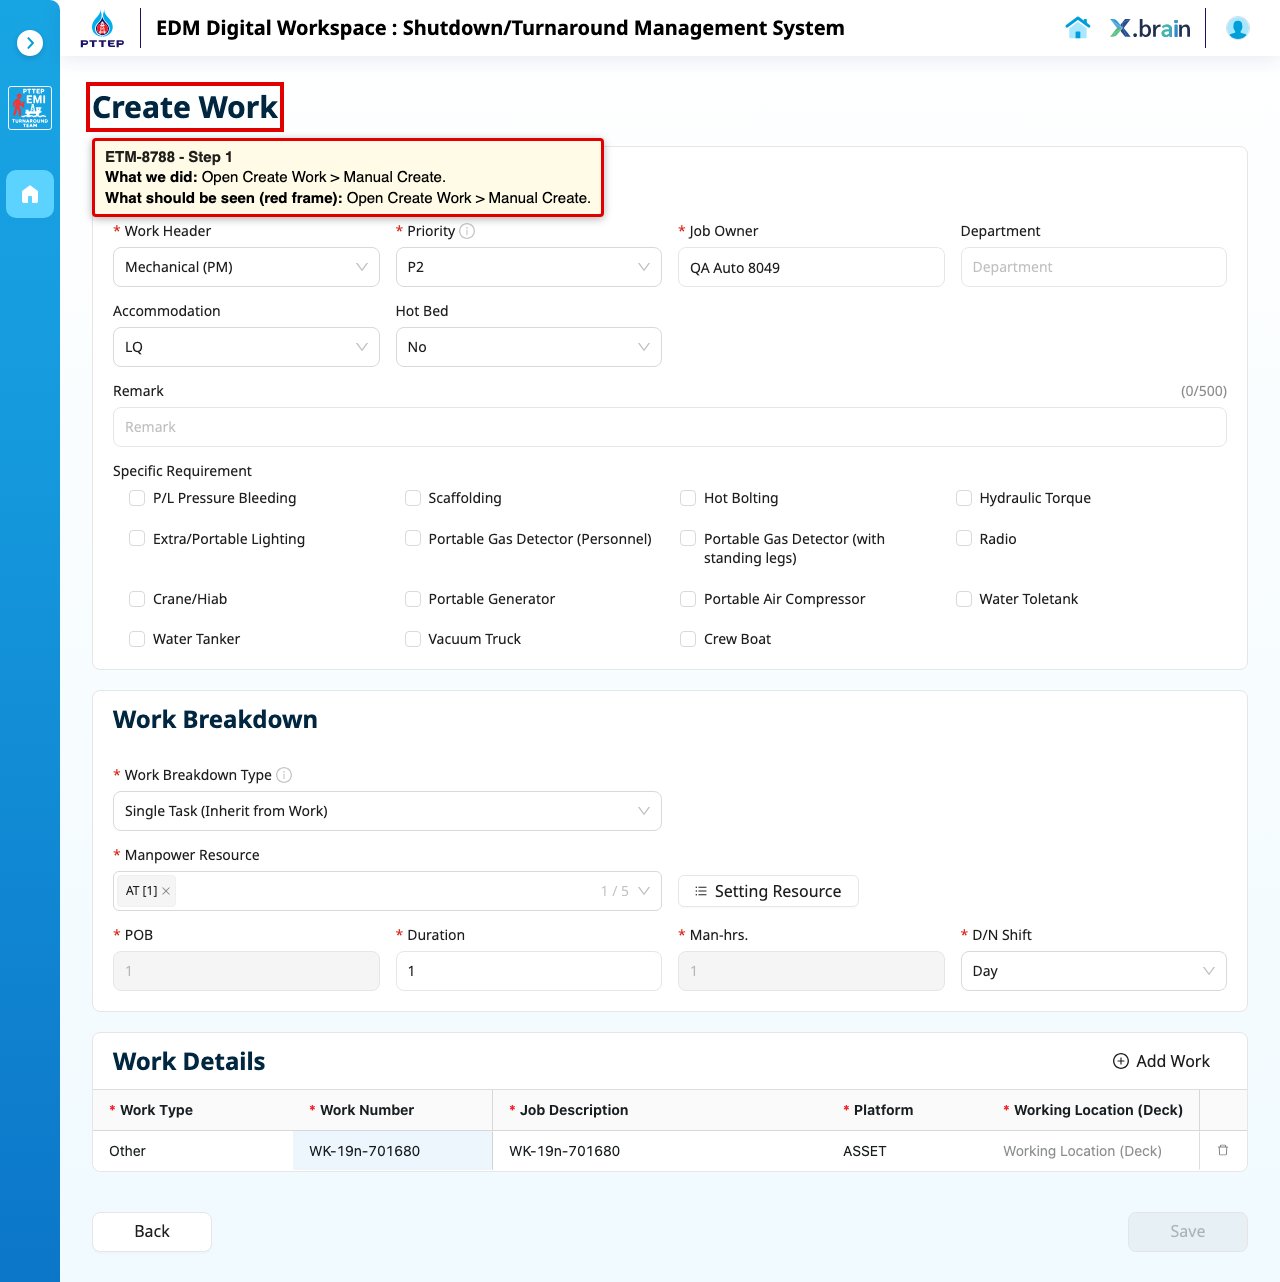 PTTEP
EDM Digital Workspace : Shutdown/Turnaround Management System
X.brain
PTTEP
EMI
TURNAROUND
TEAM
Create Work
ETM-8788 - Step 1
What we did: Open Create Work > Manual Create.
What should be seen (red frame): Open Create Work > Manual Create.
* Work Header
* Priority
* Job Owner
Department
Mechanical (PM)
P2
QA Auto 8049
Department
Accommodation
Hot Bed
LQ
No
Remark
(0/500)
Remark
Specific Requirement
P/L Pressure Bleeding
Scaffolding
Hot Bolting
Hydraulic Torque
Extra/Portable Lighting
Portable Gas Detector (Personnel)
Portable Gas Detector (with
standing legs)
Radio
Crane/Hiab
Portable Generator
Portable Air Compressor
Water Toletank
Water Tanker
Vacuum Truck
Crew Boat
Work Breakdown
* Work Breakdown Type
Single Task (Inherit from Work)
* Manpower Resource
AT [1]
1 / 5
Setting Resource
* POB
* Duration
* Man-hrs.
* D/N Shift
1
1
1
Day
Work Details
Add Work
* Work Type
* Work Number
* Job Description
* Platform
* Working Location (Deck)
Other
WK-19n-701680
WK-19n-701680
ASSET
Working Location (Deck)
Back
Save